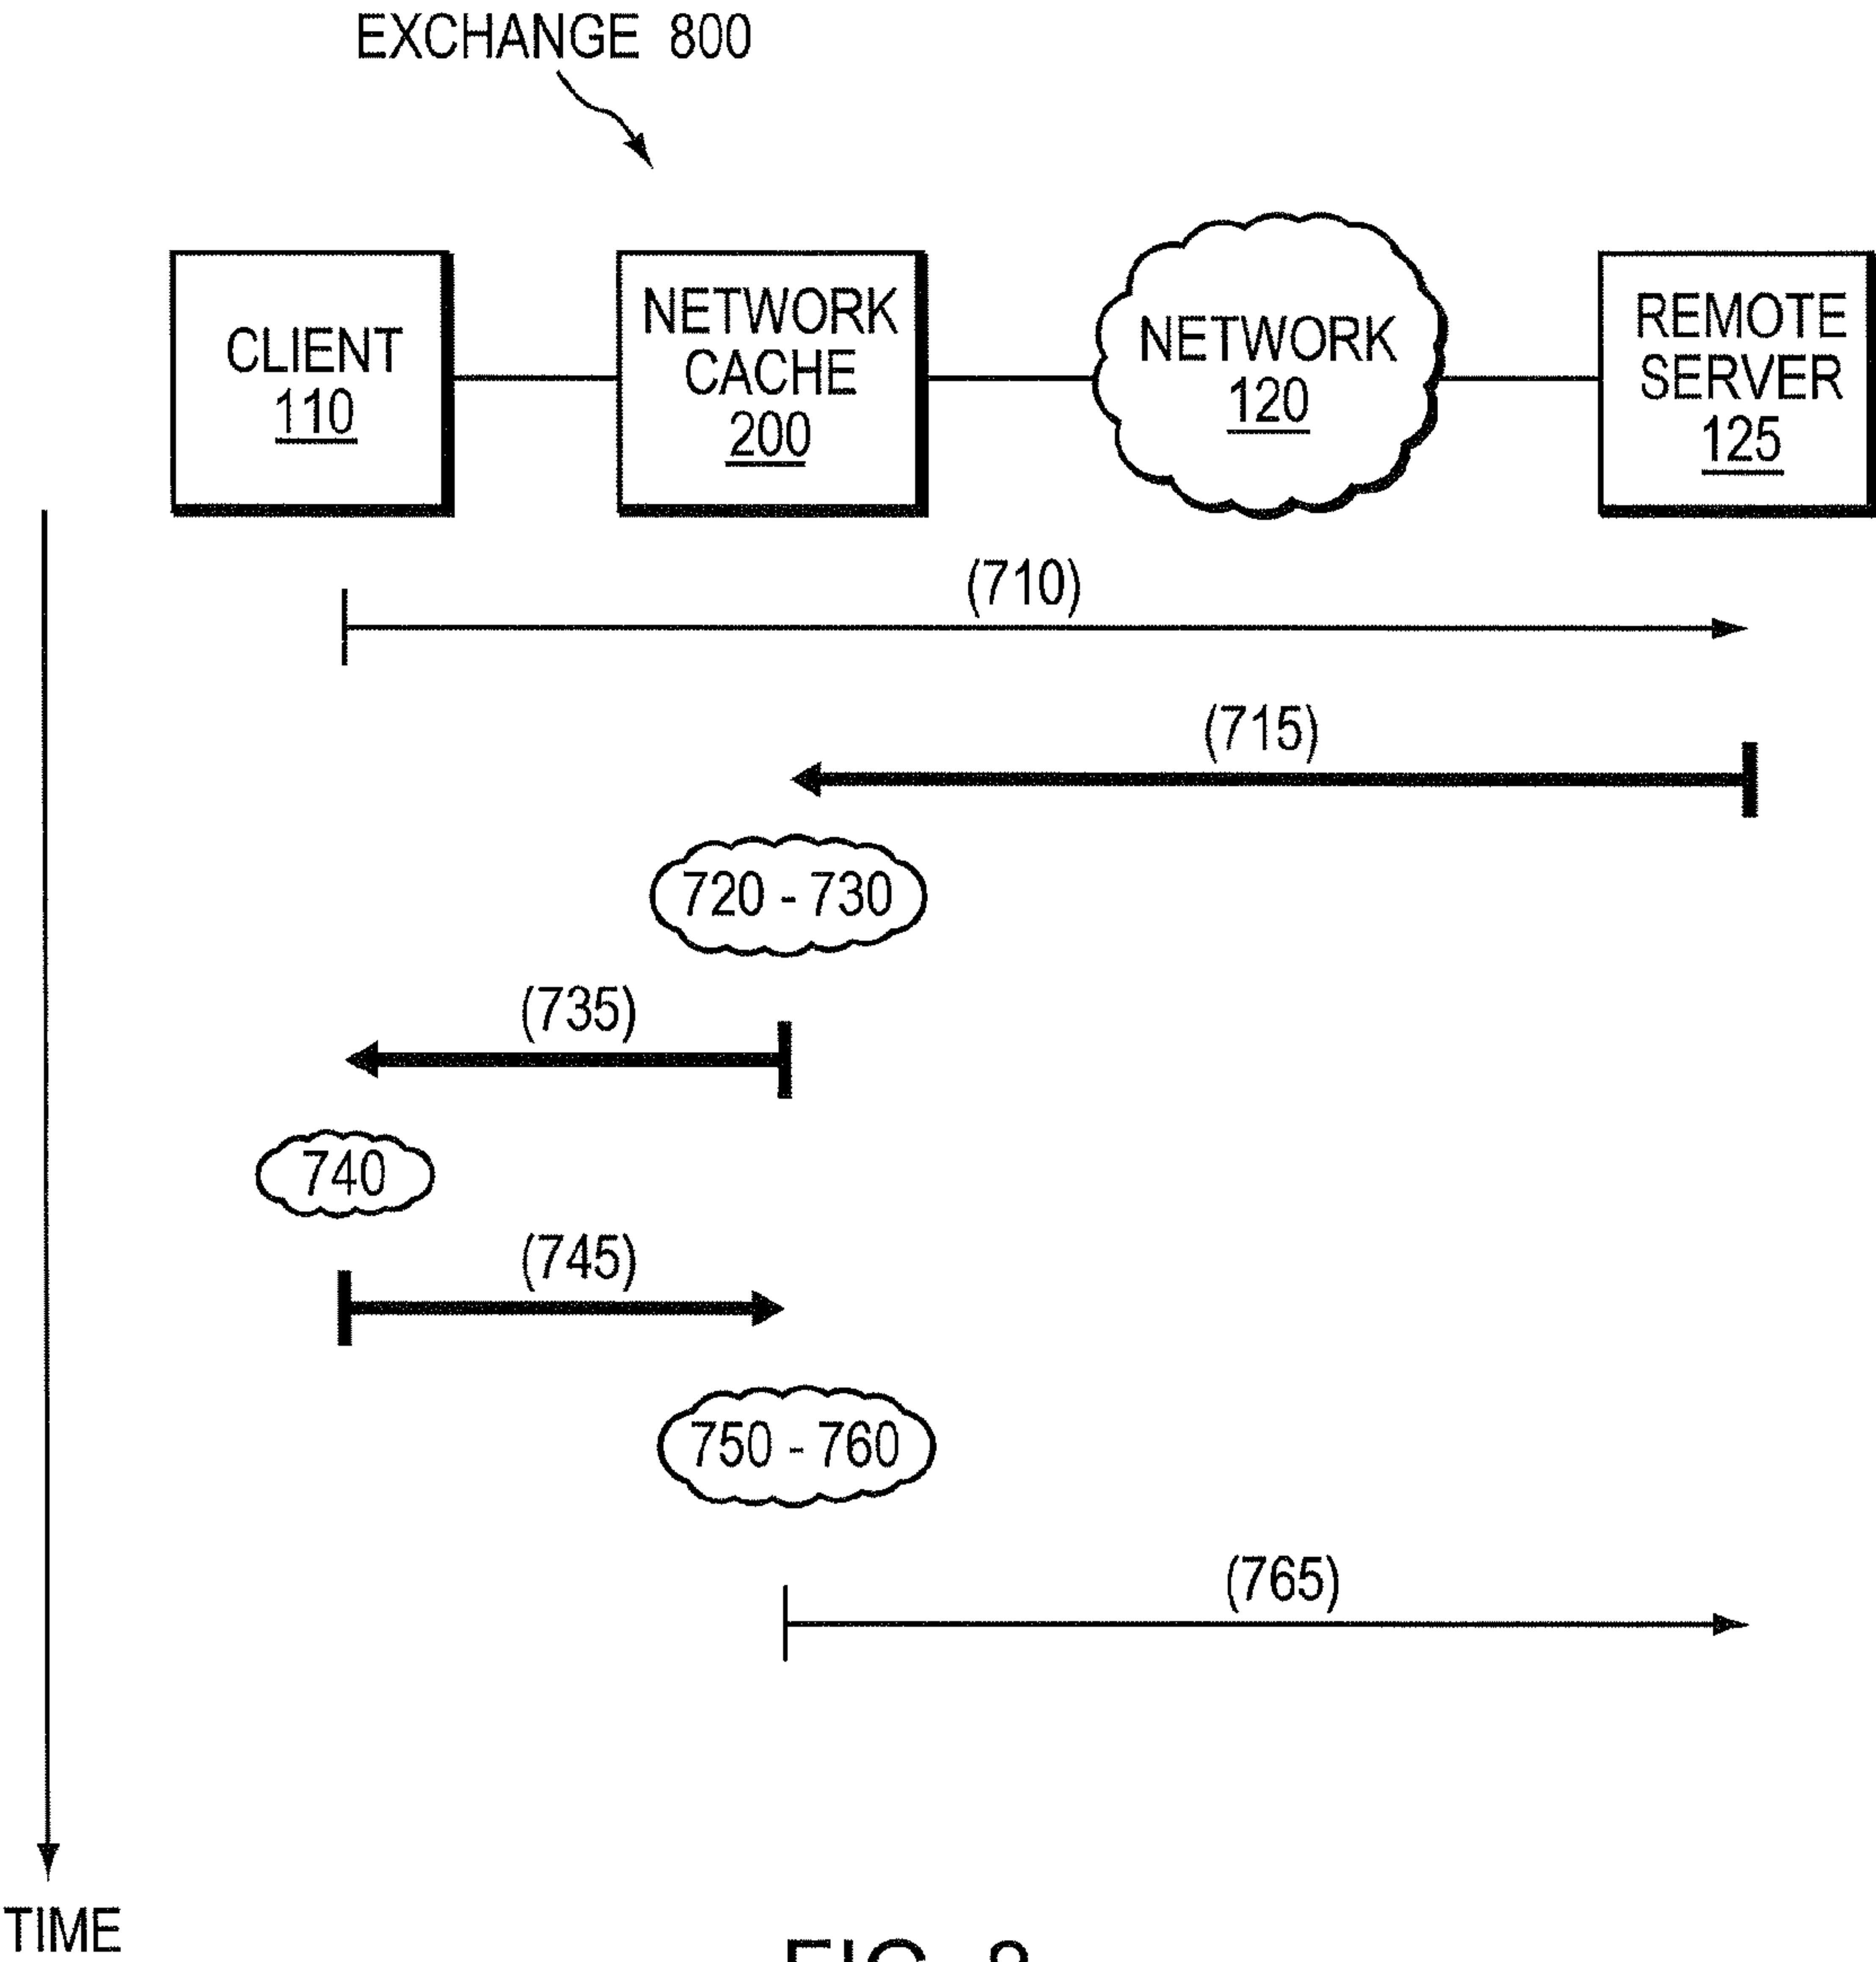 EXCHANGE 800
CLIENT
110
NETWORK
CACHE
200
NETWORK
120
REMOTE
SERVER
125
(710)
(715)
720 - 730
(735)
740
(745)
750 - 760
(765)
TIME